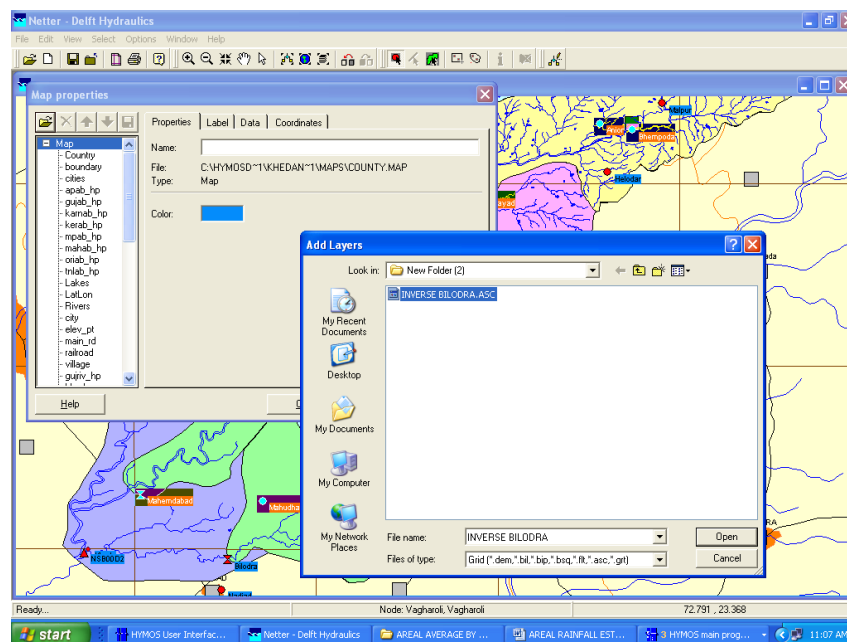 Netter - Delft Hydraulics
File Edit View Select Options Window Help
Map properties
Properties Label Data Coordinates
Name:
File: C:\HYMOSD~1\KHEDAN~1\MAPS\COUNTY.MAP
Type: Map
Color:
Map
Country
boundary
cities
apab_hp
gujab_hp
karnab_hp
kerab_hp
mpab_hp
mahab_hp
oriab_hp
tnlab_hp
Lakes
LatLon
Rivers
city
elev_pt
main_rd
railroad
village
gujriv_hp
Help
Malpur
Bhempoda
Helodar
Add Layers
Look in: New Folder (2)
INVERSE BILODRA.ASC
My Recent Documents
Desktop
My Documents
My Computer
My Network Places
File name: INVERSE BILODRA Open
Files of type: Grid (*.dem,*.bil,*.bip,*.bsq,*.flt,*.asc,*.grt) Cancel
Mahemdabad
NSB00D2
Bilodra
Ready... Node: Vagharoli, Vagharoli 72.791 , 23.368
start HYMOS User Interfac... Netter - Delft Hydraulics AREAL AVERAGE BY ... AREAL RAINFALL EST... 3 HYMOS main prog... 11:07 AM